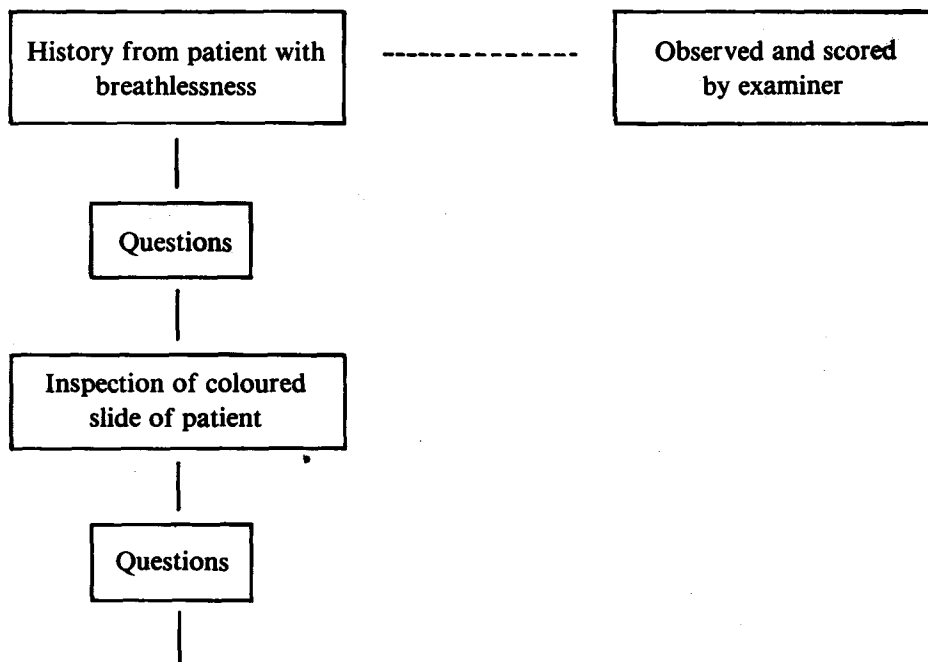 History from patient with
breathlessness
Observed and scored
by examiner
Questions
Inspection of coloured
slide of patient
Questions